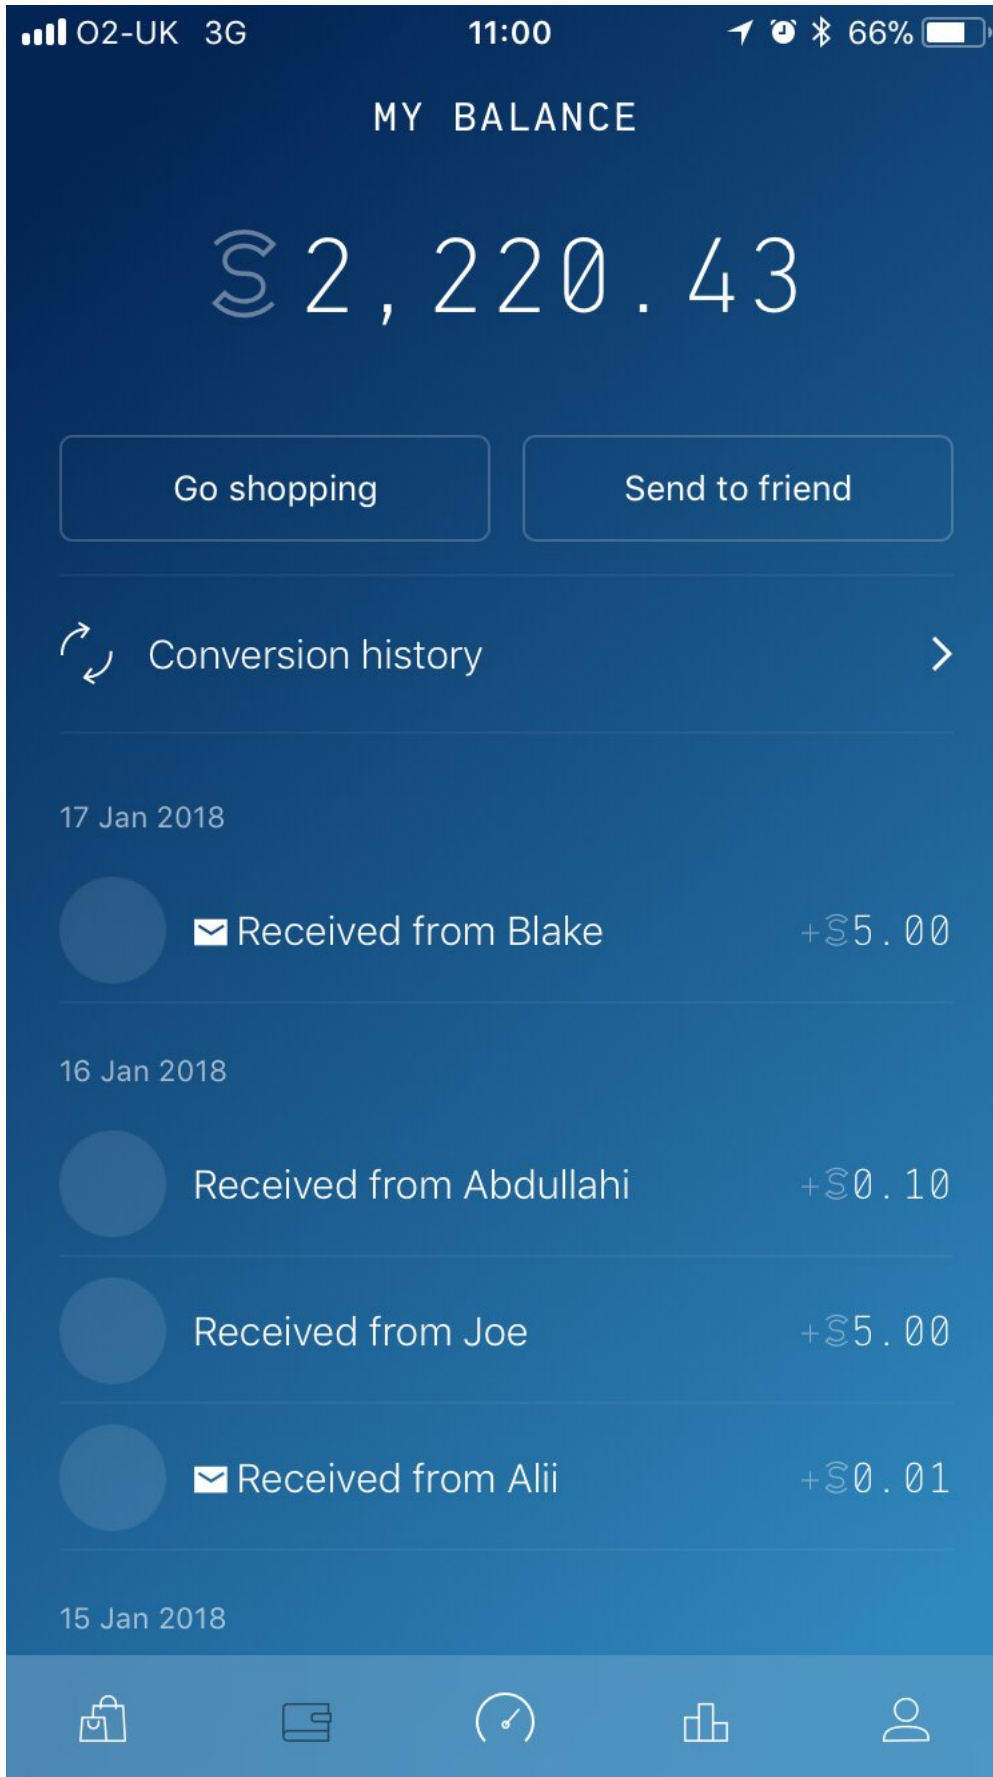 O2-UK 3G 11:00 66%
MY BALANCE
S2,220.43
Go shopping Send to friend
Conversion history
17 Jan 2018
Received from Blake +S5.00
16 Jan 2018
Received from Abdullahi +S0.10
Received from Joe +S5.00
Received from Alii +S0.01
15 Jan 2018